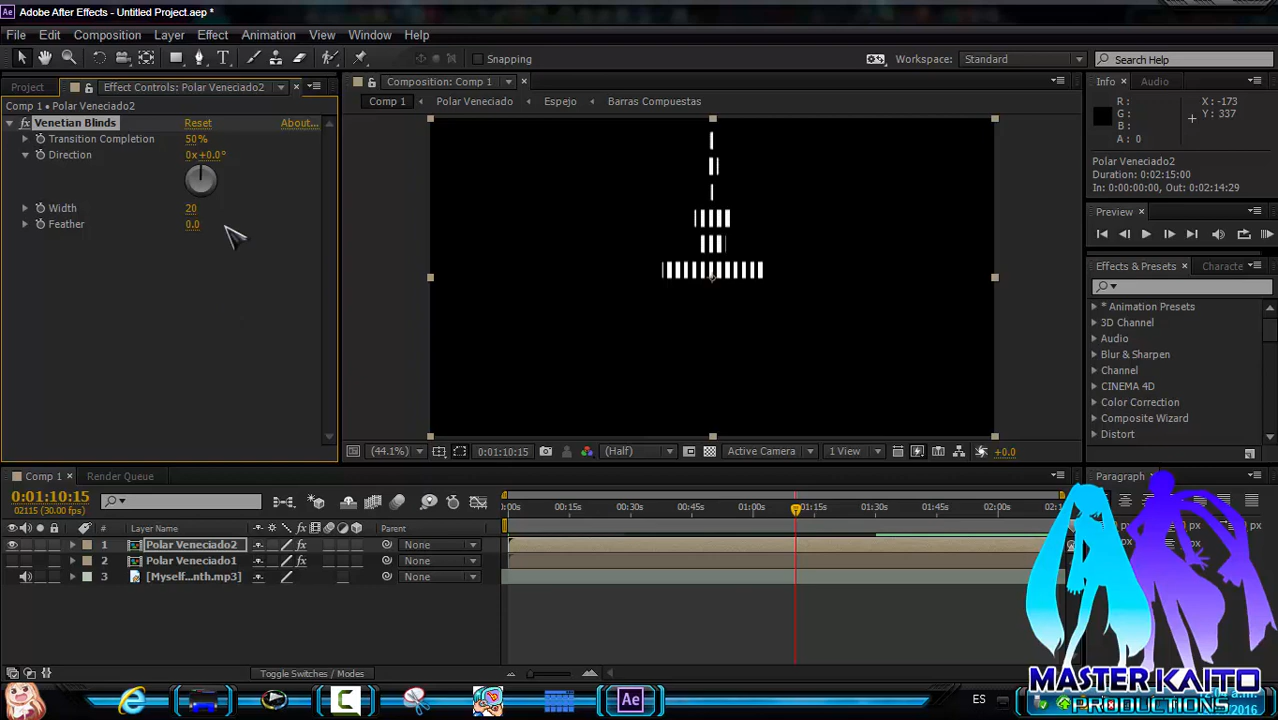 Adobe After Effects - Untitled Project.aep *
File Edit Composition Layer Effect Animation View Window Help
Snapping
Workspace: Standard
Search Help
Project
Effect Controls: Polar Veneciado2
Comp 1 • Polar Veneciado2
fx Venetian Blinds Reset About...
Transition Completion 50%
Direction 0x+0.0°
Width 20
Feather 0.0
Composition: Comp 1
Comp 1 Polar Veneciado Espejo Barras Compuestas
(44.1%) 0:01:10:15 (Half) Active Camera 1 View +0.0
Info Audio
R: X: -173
G: Y: 337
B:
A: 0
Polar Veneciado2
Duration: 0:02:15:00
In: 0:00:00:00, Out: 0:02:14:29
Preview
Effects & Presets Characte
* Animation Presets
3D Channel
Audio
Blur & Sharpen
Channel
CINEMA 4D
Color Correction
Composite Wizard
Distort
Paragraph
px
px
px
Comp 1 Render Queue
0:01:10:15
02115 (30.00 fps)
:00s 00:15s 00:30s 00:45s 01:00s 01:15s 01:30s 01:45s 02:00s
# Layer Name fx Parent
1 Polar Veneciado2 fx None
2 Polar Veneciado1 fx None
3 [Myself...nth.mp3] None
Toggle Switches / Modes
MASTER KAITO
PRODUCTIONS
Ae
ES